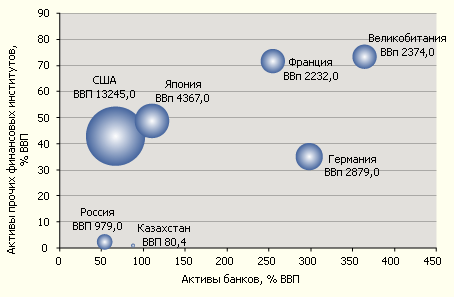 Активы прочих финансовых институтов,
% ВВП
90
80
70
60
50
40
30
20
10
0
Великобитания
ВВп 2374,0
Франция
ВВп 2232,0
США
ВВП 13245,0
Япония
ВВп 4367,0
Германия
ВВп 2879,0
Россия
ВВП 979,0
Казахстан
ВВП 80,4
0 50 100 150 200 250 300 350 400 450
Активы банков, % ВВП